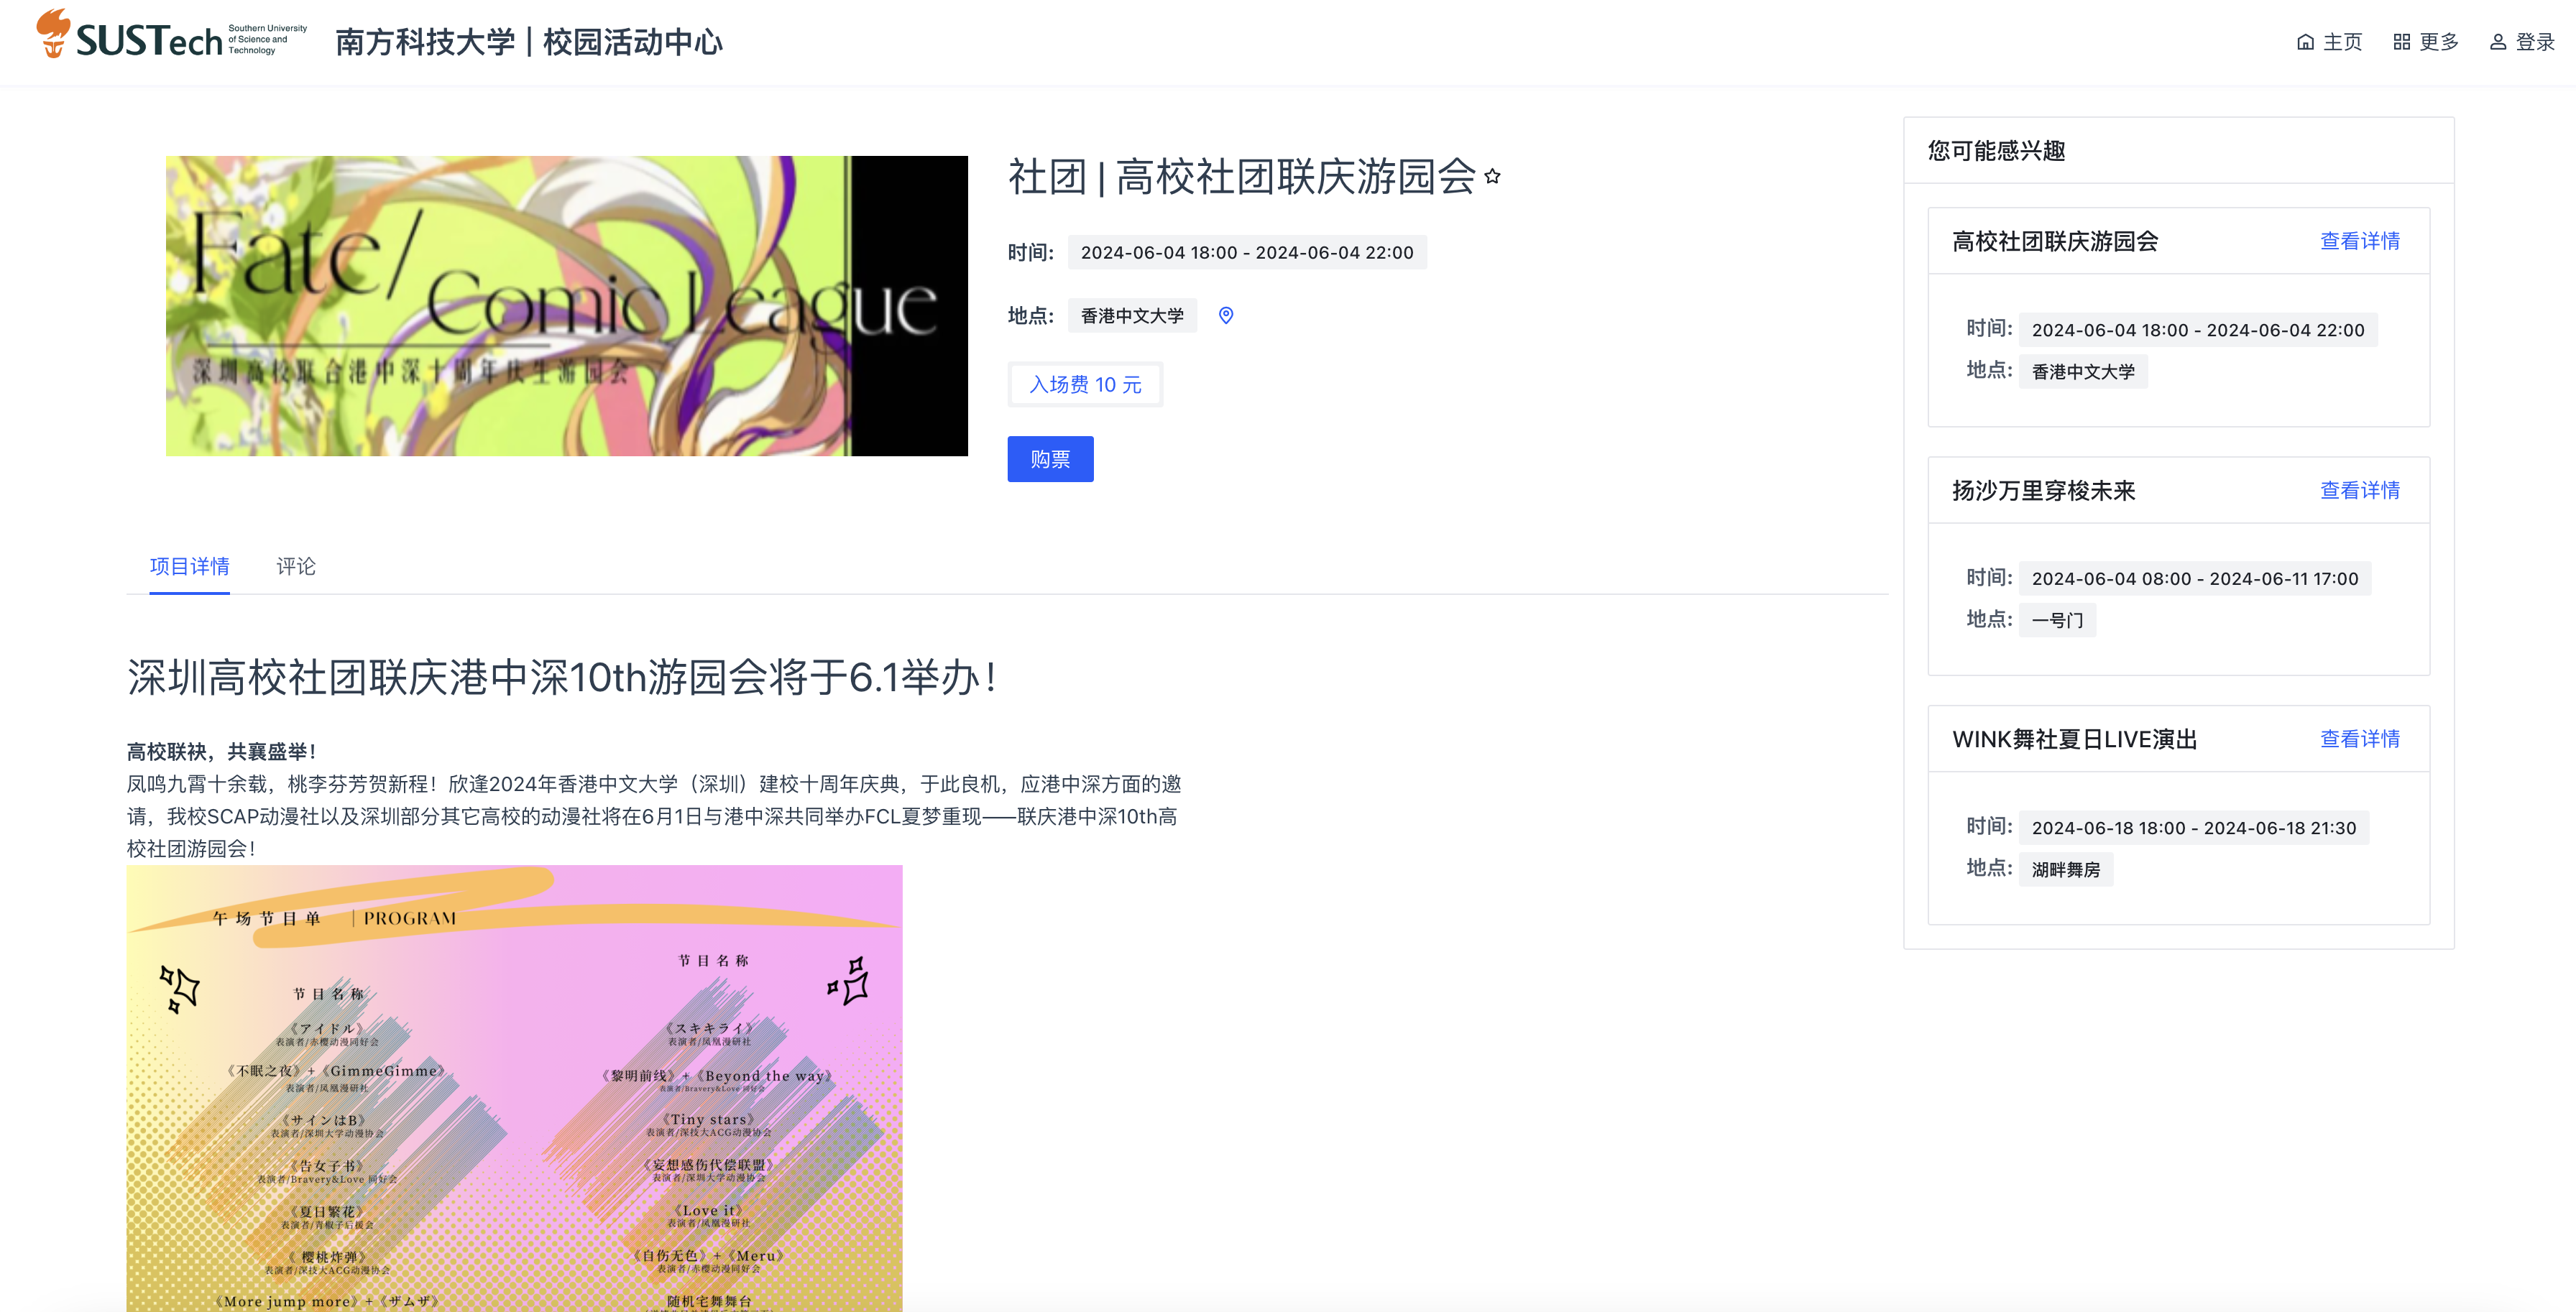 SUSTech
Southern University
of Science and
Technology
南方科技大学 | 校园活动中心
主页
更多
登录
Fate/
Comic League
深圳高校联合港中深十周年庆生游园会
社团 | 高校社团联庆游园会
时间:
2024-06-04 18:00 - 2024-06-04 22:00
地点:
香港中文大学
入场费 10 元
购票
项目详情
评论
深圳高校社团联庆港中深10th游园会将于6.1举办！
高校联袂，共襄盛举！
凤鸣九霄十余载，桃李芬芳贺新程！欣逢2024年香港中文大学（深圳）建校十周年庆典，于此良机，应港中深方面的邀
请，我校SCAP动漫社以及深圳部分其它高校的动漫社将在6月1日与港中深共同举办FCL夏梦重现——联庆港中深10th高
校社团游园会！
午场节目单 | PROGRAM
节目名称
《アイドル》
表演者/赤樱动漫同好会
《不眠之夜》+《GimmeGimme》
表演者/凤凰漫研社
《サインはB》
表演者/深圳大学动漫协会
《告女子书》
表演者/Bravery&Love 同好会
《夏日繁花》
表演者/青椒子后援会
《 樱桃炸弹》
表演者/深技大ACG动漫协会
《More jump more》+《ザムザ》
节目名称
《スキキライ》
表演者/凤凰漫研社
《黎明前线》+《Beyond the way》
表演者/Bravery&Love 同好会
《Tiny stars》
表演者/深技大ACG动漫协会
《妄想感伤代偿联盟》
表演者/深圳大学动漫协会
《Love it》
表演者/凤凰漫研社
《自伤无色》+《Meru》
表演者/赤樱动漫同好会
随机宅舞舞台
您可能感兴趣
高校社团联庆游园会
查看详情
时间:
2024-06-04 18:00 - 2024-06-04 22:00
地点:
香港中文大学
扬沙万里穿梭未来
查看详情
时间:
2024-06-04 08:00 - 2024-06-11 17:00
地点:
一号门
WINK舞社夏日LIVE演出
查看详情
时间:
2024-06-18 18:00 - 2024-06-18 21:30
地点:
湖畔舞房